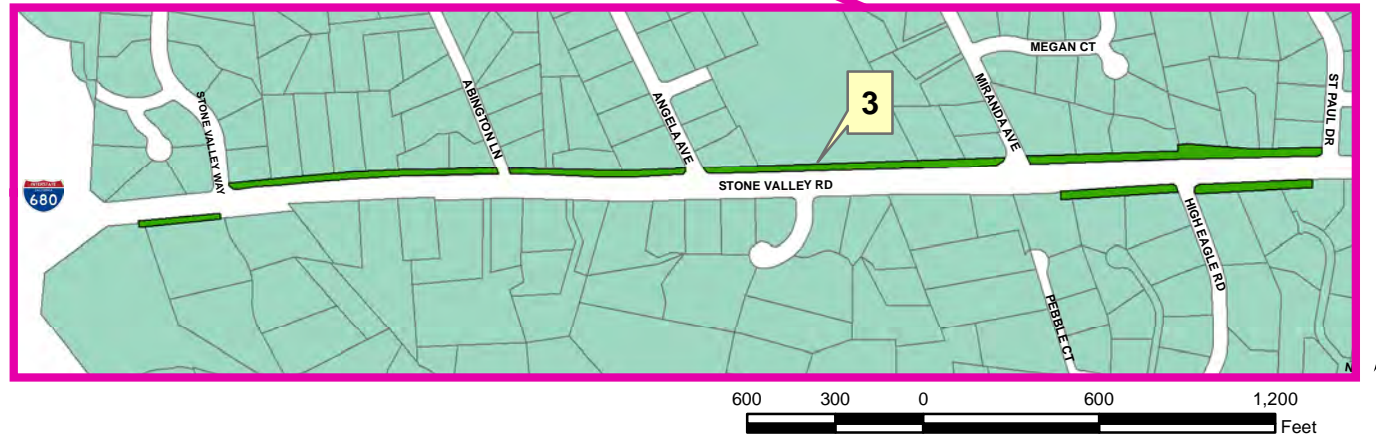 MEGAN CT
STONE VALLEY WAY
ABINGTON LN
ANGELA AVE
3
MIRANDA AVE
ST PAUL DR
INTERSTATE
CALIFORNIA
680
STONE VALLEY RD
HIGH EAGLE RD
PEBBLE CT
600 300 0 600 1,200
Feet